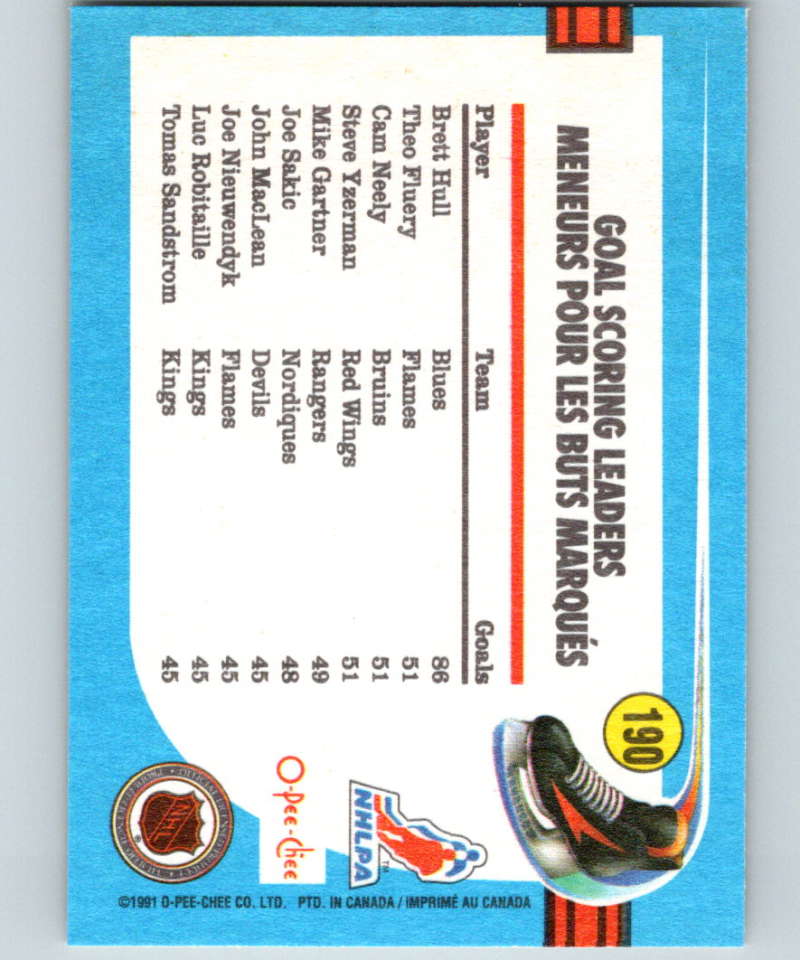 190
GOAL SCORING LEADERS
MENEURS POUR LES BUTS MARQUÉS
Player Team Goals
Brett Hull Blues 86
Theo Fluery Flames 51
Cam Neely Bruins 51
Steve Yzerman Red Wings 51
Mike Gartner Rangers 49
Joe Sakic Nordiques 48
John MacLean Devils 45
Joe Nieuwendyk Flames 45
Luc Robitaille Kings 45
Tomas Sandstrom Kings 45
NHLPA
TM
O-Pee-Chee
NHL
©1991 O-PEE-CHEE CO. LTD. PTD. IN CANADA / IMPRIMÉ AU CANADA